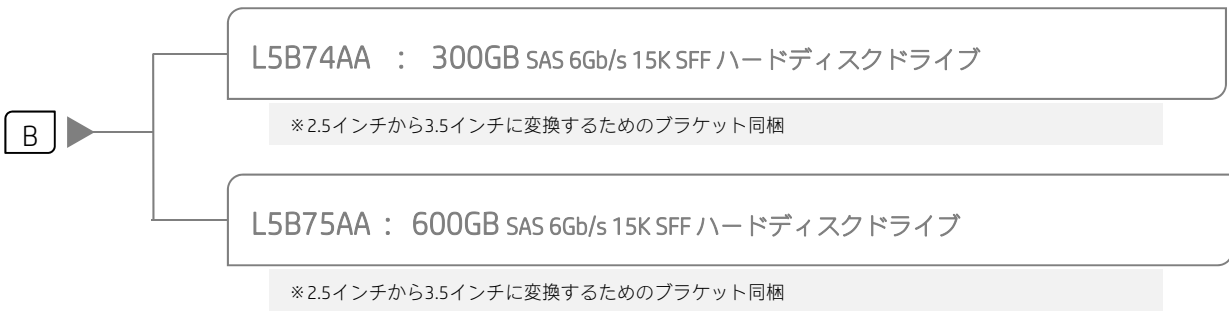 L5B74AA : 300GB SAS 6Gb/s 15K SFF ハードディスクドライブ
※2.5インチから3.5インチに変換するためのブラケット同梱
B
L5B75AA : 600GB SAS 6Gb/s 15K SFF ハードディスクドライブ
※2.5インチから3.5インチに変換するためのブラケット同梱